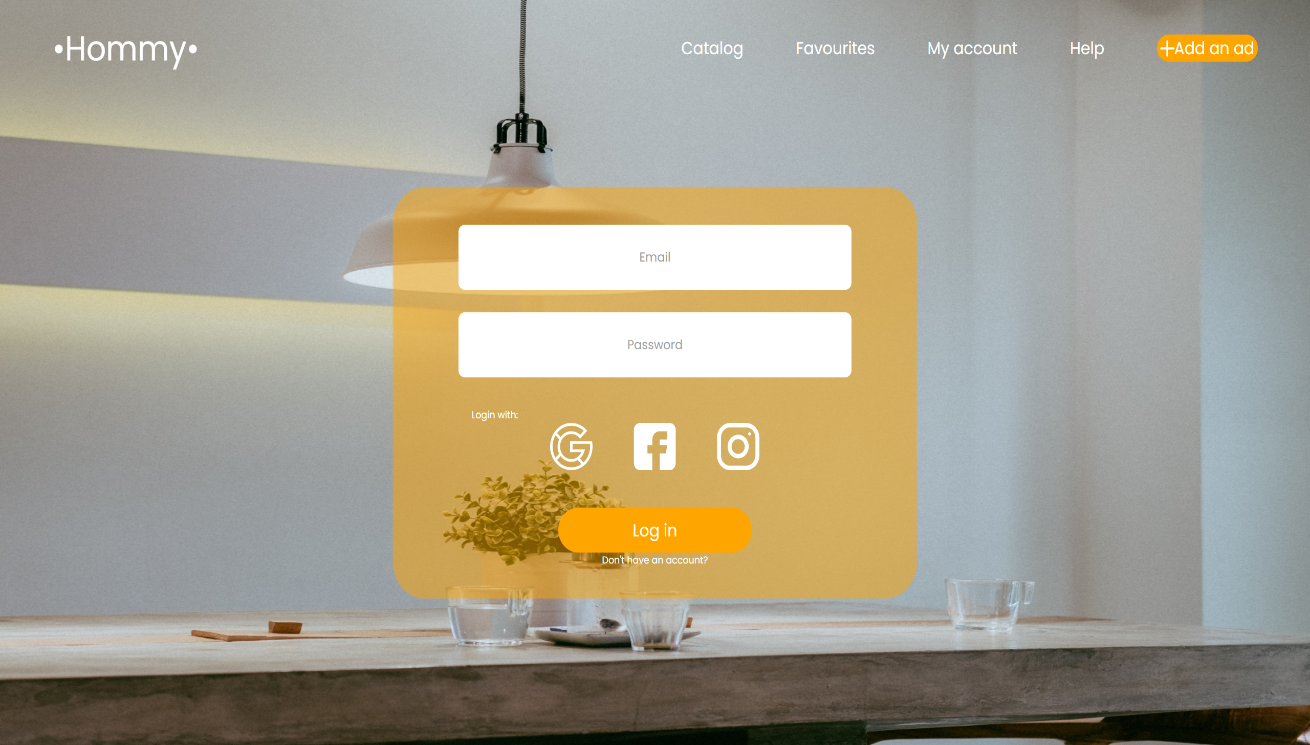 •Hommy•
Catalog
Favourites
My account
Help
+Add an ad
Email
Password
Login with:
Log in
Don't have an account?